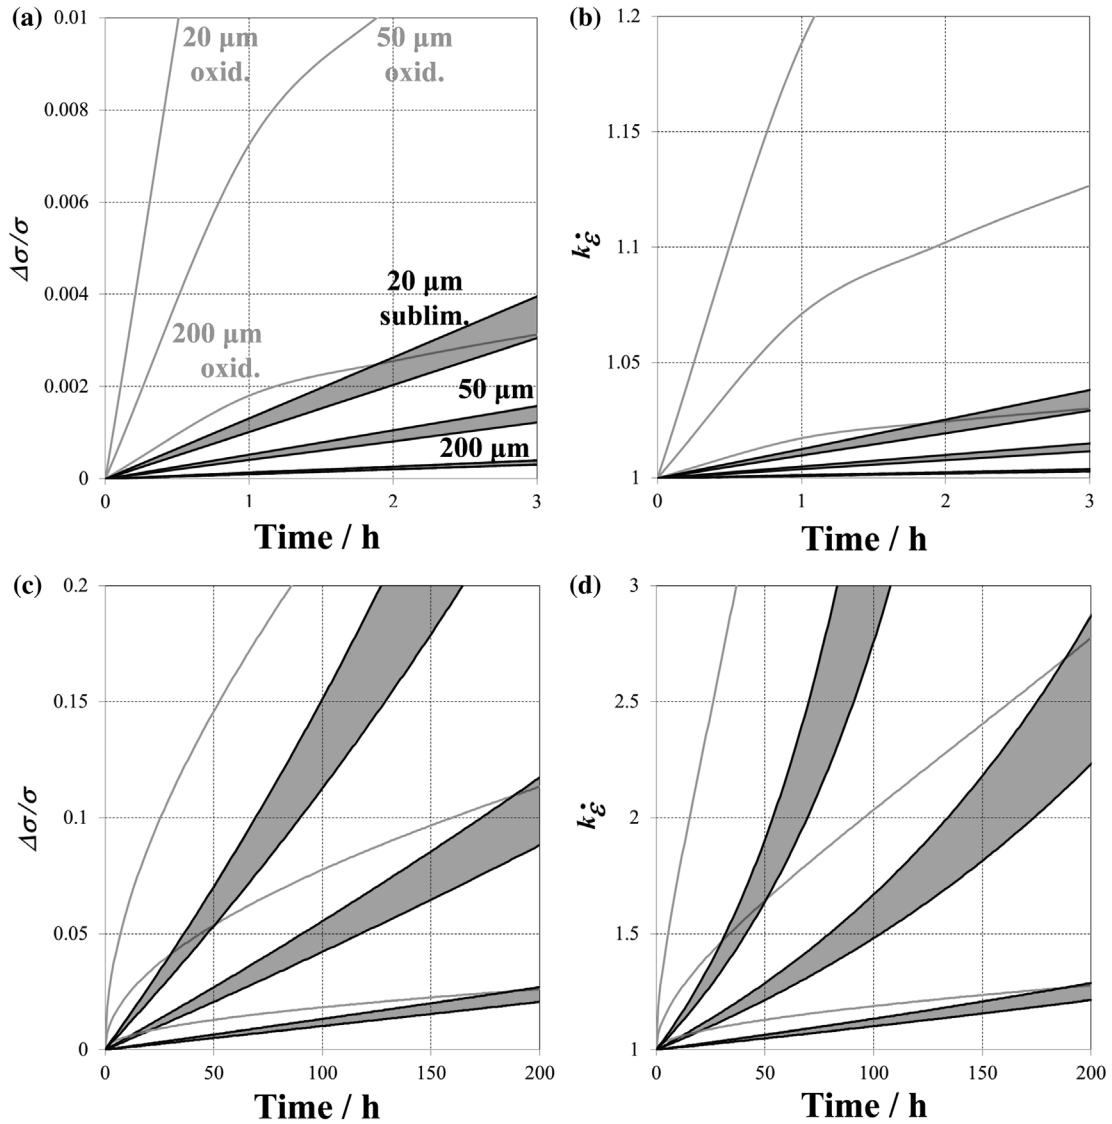 (a)
0.01
0.008
0.006
0.004
0.002
0
Δσ/σ
20 µm
oxid.
50 µm
oxid.
200 µm
oxid.
20 µm
sublim.
50 µm
200 µm
0 1 2 3
Time / h
(b)
1.2
1.15
1.1
1.05
1
k ε̇
0 1 2 3
Time / h
(c)
0.2
0.15
0.1
0.05
0
Δσ/σ
0 50 100 150 200
Time / h
(d)
3
2.5
2
1.5
1
k ε̇
0 50 100 150 200
Time / h